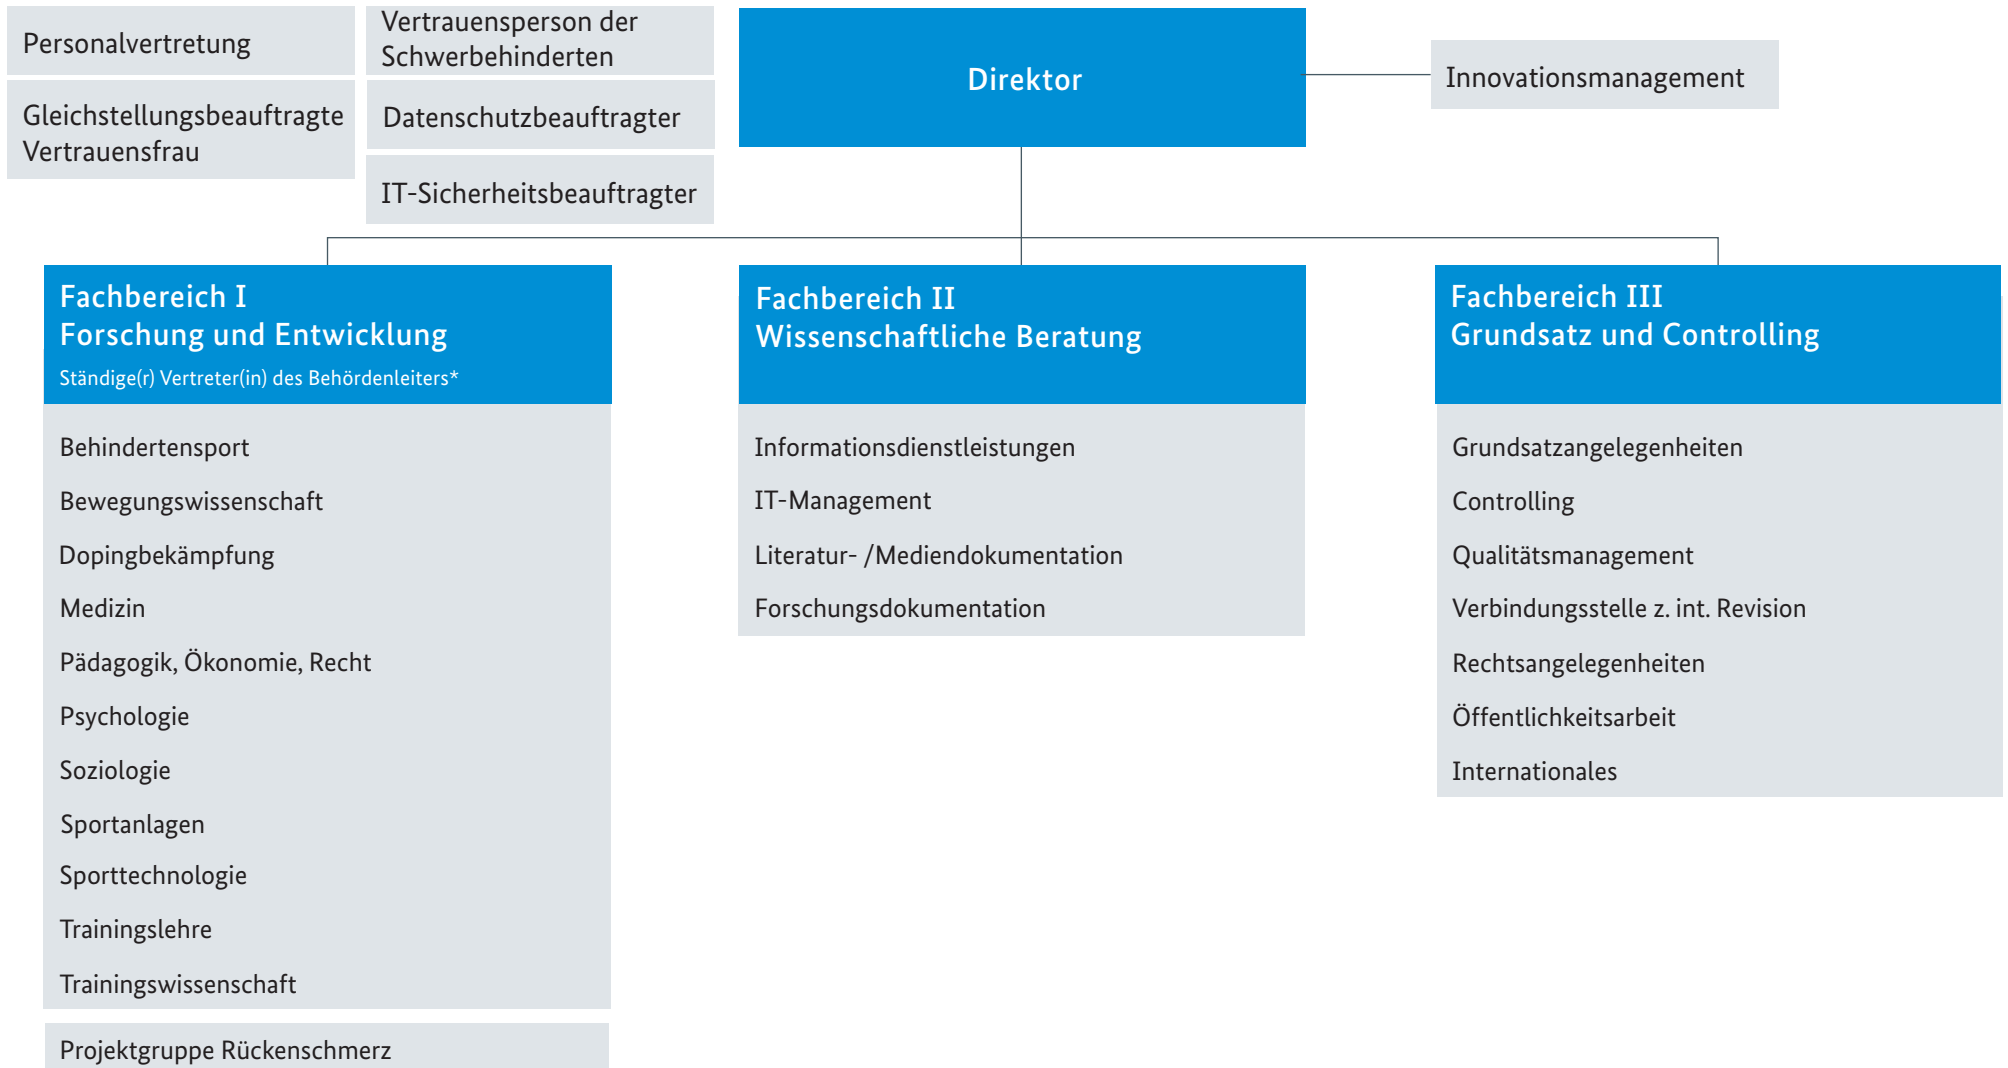 Personalvertretung
Vertrauensperson der
Schwerbehinderten
Gleichstellungsbeauftragte
Vertrauensfrau
Datenschutzbeauftragter
IT-Sicherheitsbeauftragter
Direktor
Innovationsmanagement
Fachbereich I
Forschung und Entwicklung
Ständige(r) Vertreter(in) des Behördenleiters*
Behindertensport
Bewegungswissenschaft
Dopingbekämpfung
Medizin
Pädagogik, Ökonomie, Recht
Psychologie
Soziologie
Sportanlagen
Sporttechnologie
Trainingslehre
Trainingswissenschaft
Projektgruppe Rückenschmerz
Fachbereich II
Wissenschaftliche Beratung
Informationsdienstleistungen
IT-Management
Literatur- /Mediendokumentation
Forschungsdokumentation
Fachbereich III
Grundsatz und Controlling
Grundsatzangelegenheiten
Controlling
Qualitätsmanagement
Verbindungsstelle z. int. Revision
Rechtsangelegenheiten
Öffentlichkeitsarbeit
Internationales